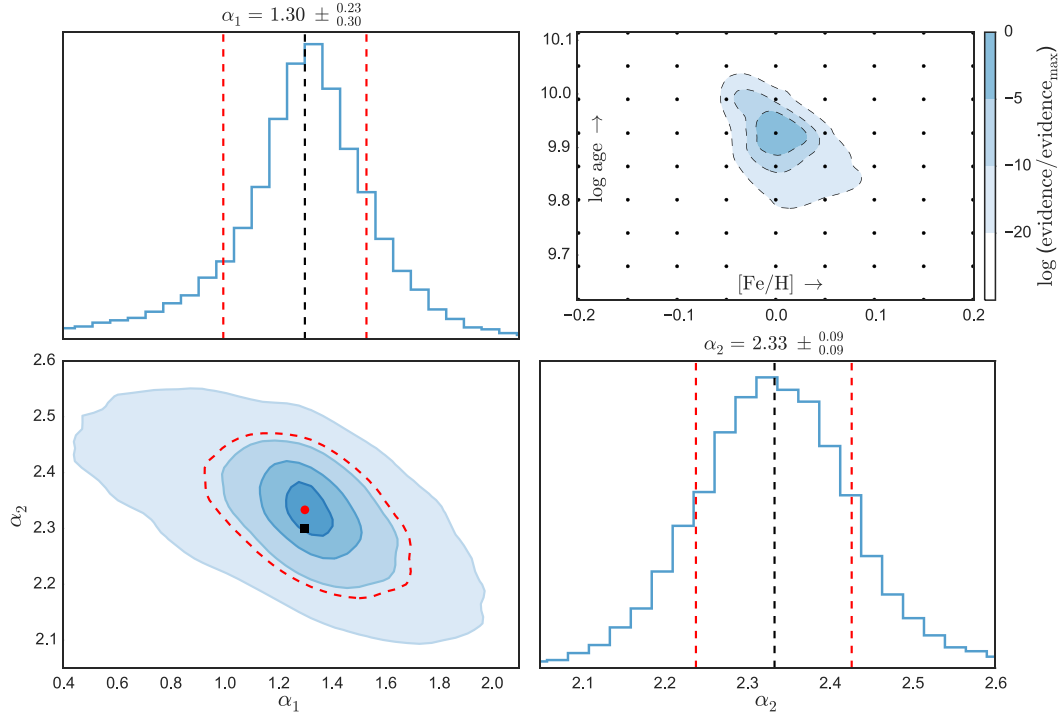 α₁ = 1.30 ± 0.23 0.30
10.1
10.0
9.9
9.8
9.7
log age →
[Fe/H] →
−0.2 −0.1 0.0 0.1 0.2
0
−5
−10
−20
log (evidence/evidence_max)
2.6
2.5
2.4
2.3
2.2
2.1
α₂
0.4 0.6 0.8 1.0 1.2 1.4 1.6 1.8 2.0
α₁
α₂ = 2.33 ± 0.09 0.09
2.1 2.2 2.3 2.4 2.5 2.6
α₂